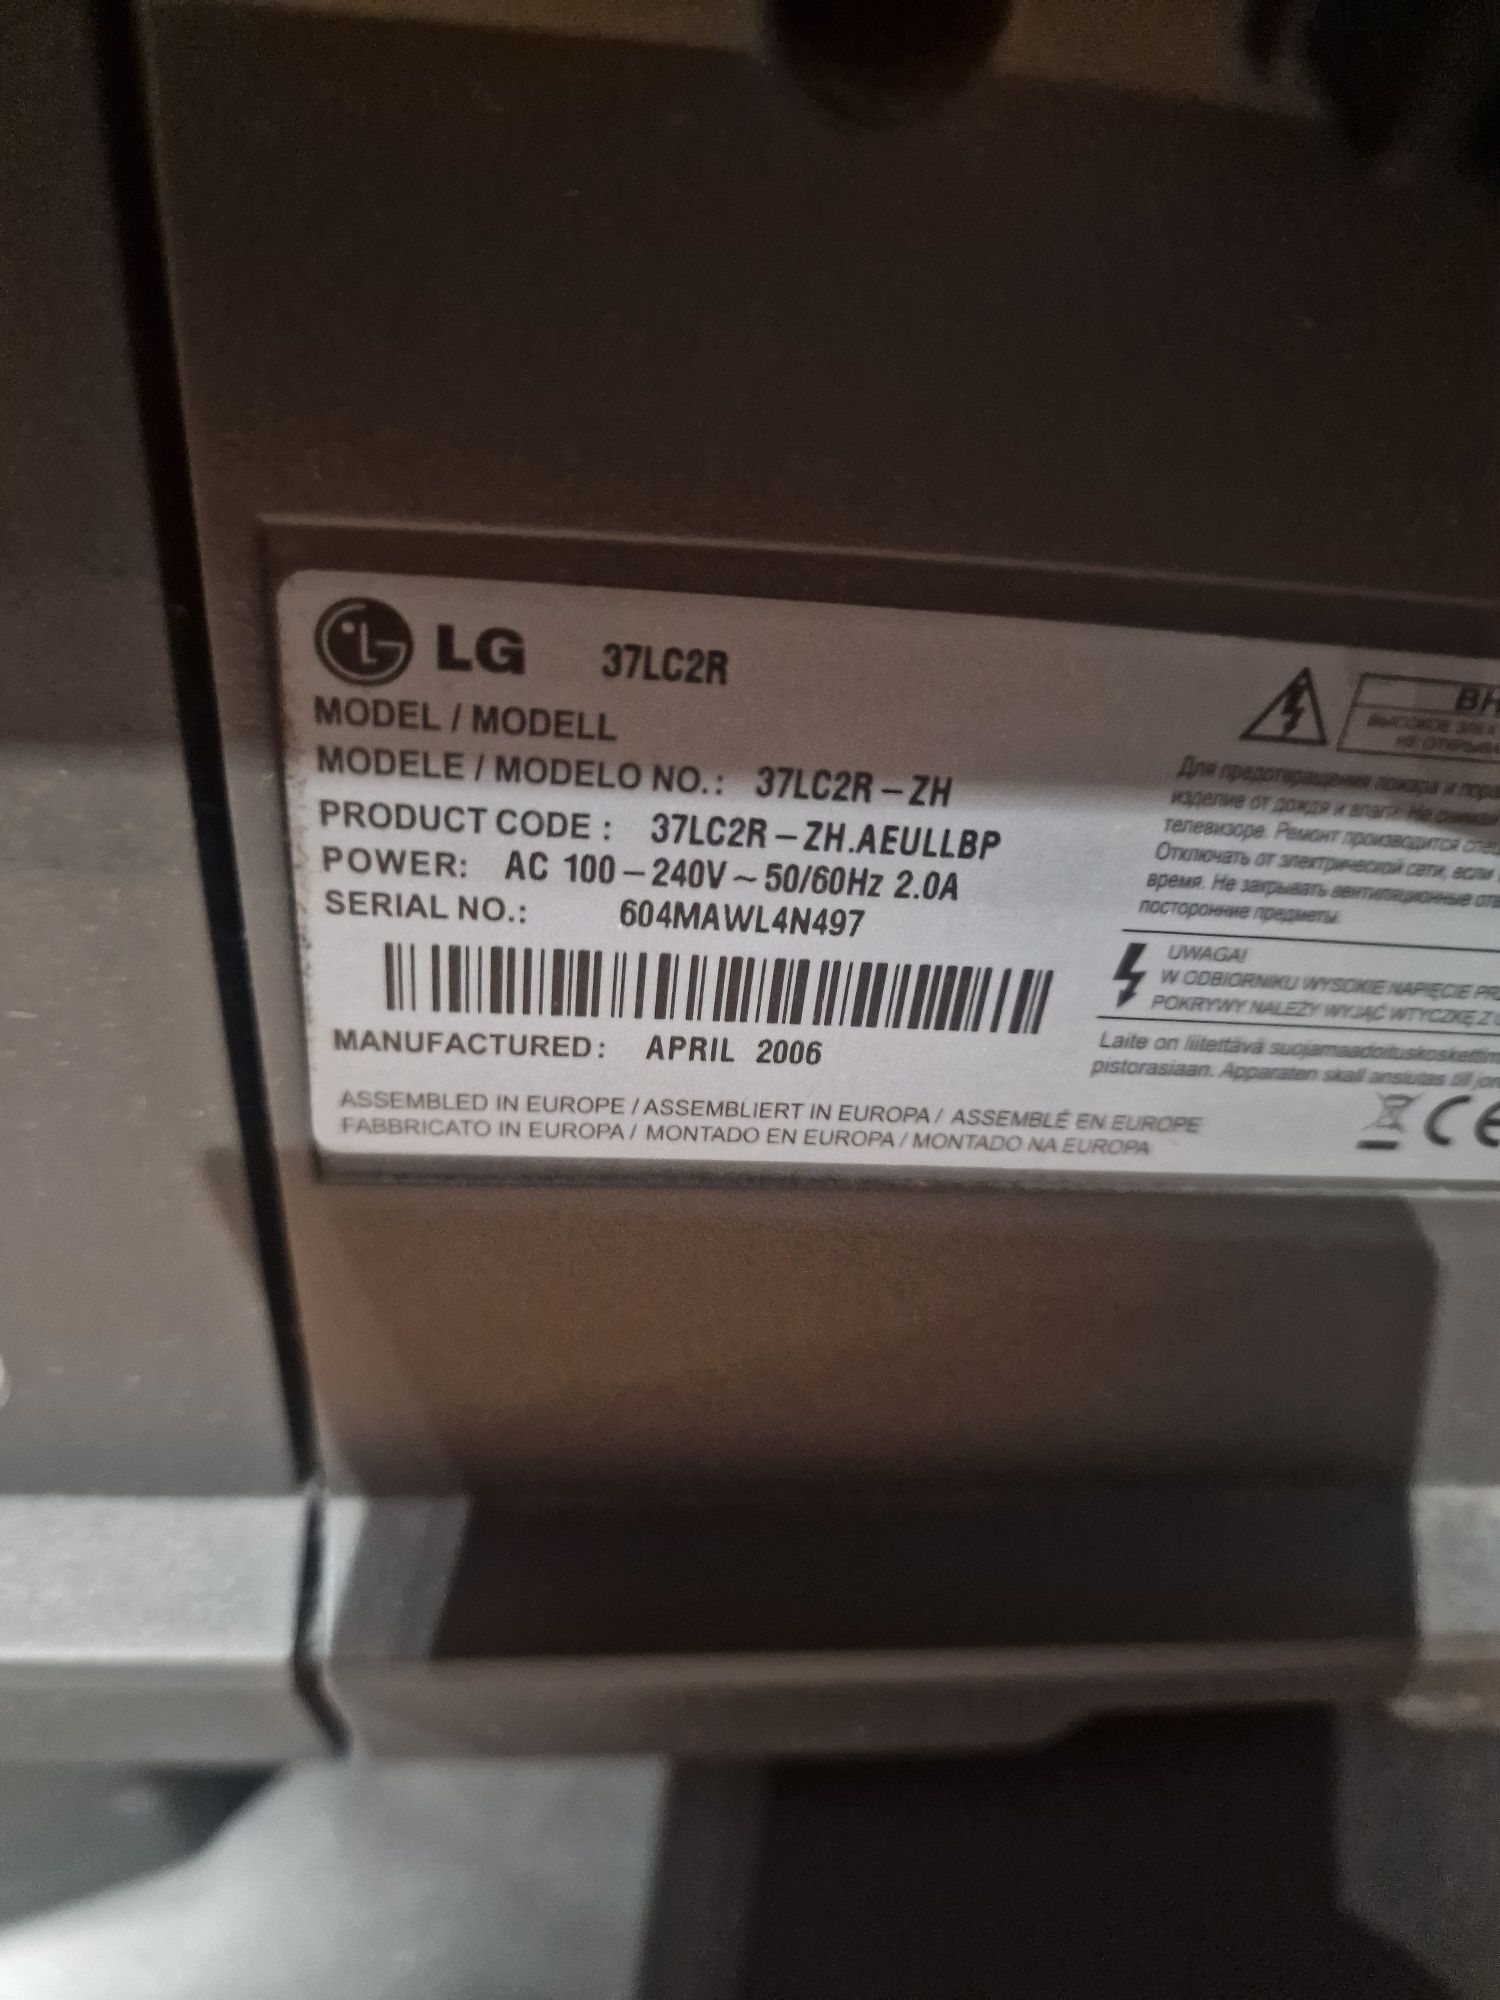 LG 37LC2R
MODEL / MODELL
MODELE / MODELO NO.: 37LC2R-ZH
PRODUCT CODE : 37LC2R-ZH.AEULLBP
POWER: AC 100-240V~50/60Hz 2.0A
SERIAL NO.: 604MAWL4N497
MANUFACTURED: APRIL 2006
ASSEMBLED IN EUROPE / ASSEMBLIERT IN EUROPA / ASSEMBLÉ EN EUROPE
FABBRICATO IN EUROPA / MONTADO EN EUROPA / MONTADO NA EUROPA
ВН
ВЫСОКОЕ
НЕ
Для предотвращения пожара и
изделие от дождя и влаги. Не
телевизоре. Ремонт производится
Отключать от электрической сети, если
время. Не закрывать вентиляционные
посторонние предметы.
UWAGA!
W ODBIORNIKU WYSOKIE NAPIĘCIE
POKRYWY NALEŻY WYJĄĆ WTYCZKĘ Z
Laite on liitettävä
pistorasiaan. Apparaten skall anslutas till
CE